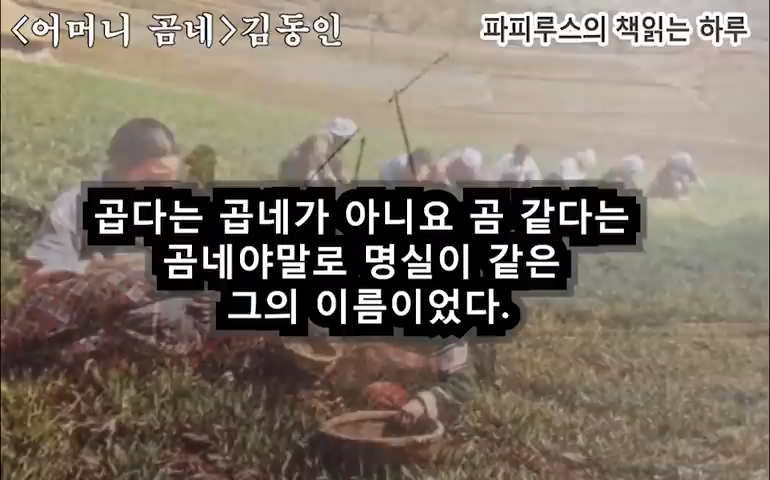 <어머니 곰네>김동인
파피루스의 책읽는 하루
곱다는 곱네가 아니요 곰 같다는
곰네야말로 명실이 같은
그의 이름이었다.